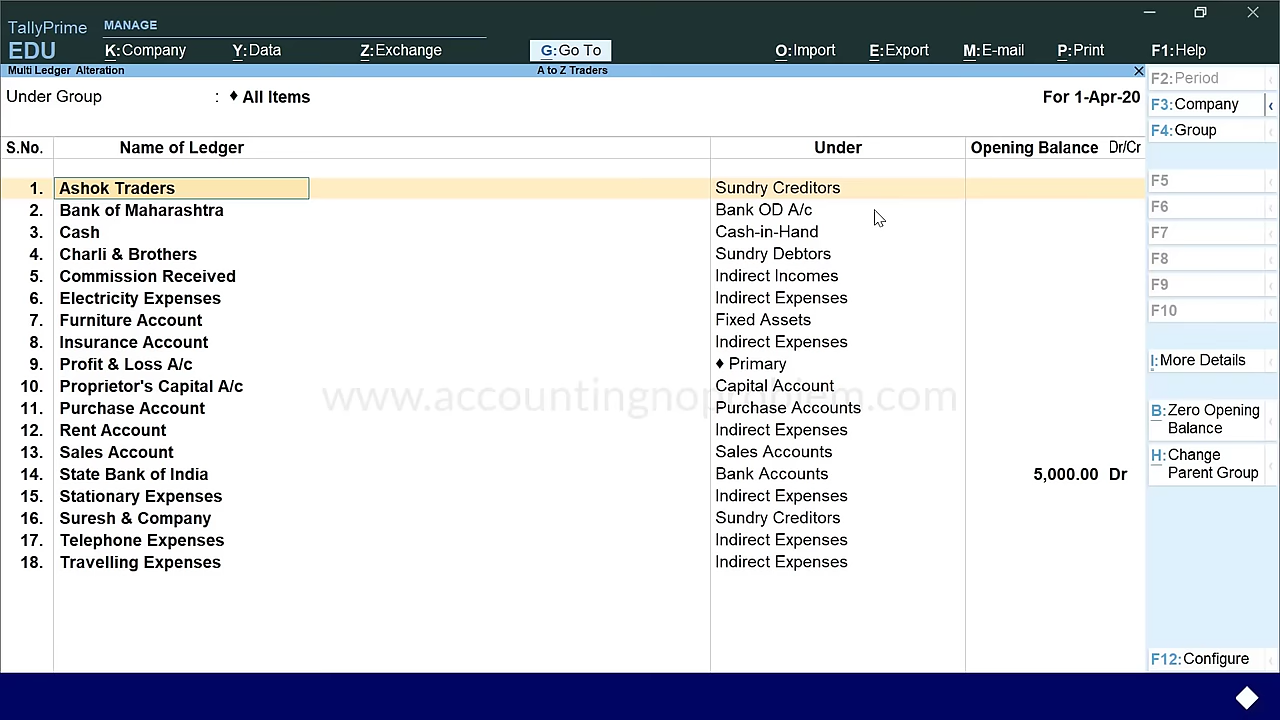 TallyPrime MANAGE
EDU K:Company Y:Data Z:Exchange G:Go To O:Import E:Export M:E-mail P:Print F1:Help
Multi Ledger Alteration A to Z Traders
Under Group : ♦ All Items For 1-Apr-20
S.No. Name of Ledger Under Opening Balance Dr/Cr
1. Ashok Traders Sundry Creditors
2. Bank of Maharashtra Bank OD A/c
3. Cash Cash-in-Hand
4. Charli & Brothers Sundry Debtors
5. Commission Received Indirect Incomes
6. Electricity Expenses Indirect Expenses
7. Furniture Account Fixed Assets
8. Insurance Account Indirect Expenses
9. Profit & Loss A/c ♦ Primary
10. Proprietor's Capital A/c Capital Account
www.accountingnoproblem.com
11. Purchase Account Purchase Accounts
12. Rent Account Indirect Expenses
13. Sales Account Sales Accounts
14. State Bank of India Bank Accounts 5,000.00 Dr
15. Stationary Expenses Indirect Expenses
16. Suresh & Company Sundry Creditors
17. Telephone Expenses Indirect Expenses
18. Travelling Expenses Indirect Expenses
F2:Period
F3:Company
F4:Group
F5
F6
F7
F8
F9
F10
I:More Details
B:Zero Opening
Balance
H:Change
Parent Group
F12:Configure